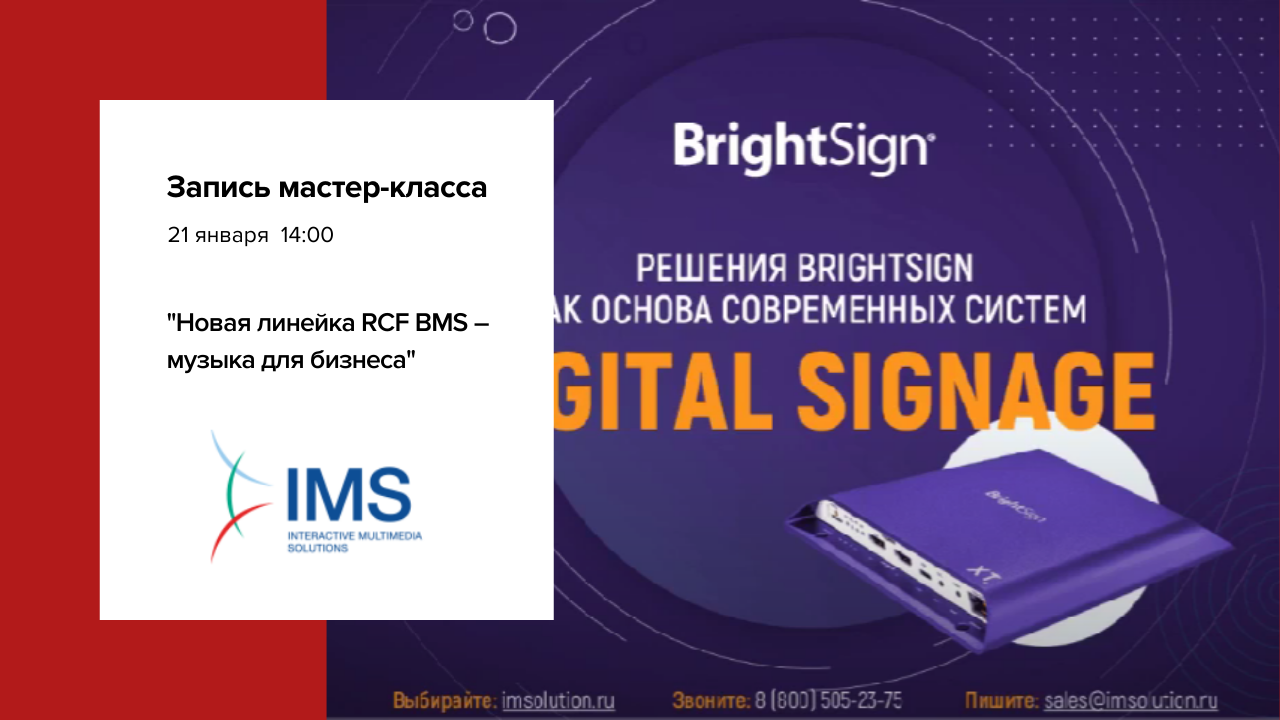 Запись мастер-класса
21 января 14:00
"Новая линейка RCF BMS –
музыка для бизнеса"
IMS
INTERACTIVE MULTIMEDIA
SOLUTIONS
BrightSign®
РЕШЕНИЯ BRIGHTSIGN
АК ОСНОВА СОВРЕМЕННЫХ СИСТЕМ
GITAL SIGNAGE
BrightSign
XT
Выбирайте: imsolution.ru
Звоните: 8 (800) 505-23-75
Пишите: sales@imsolution.ru